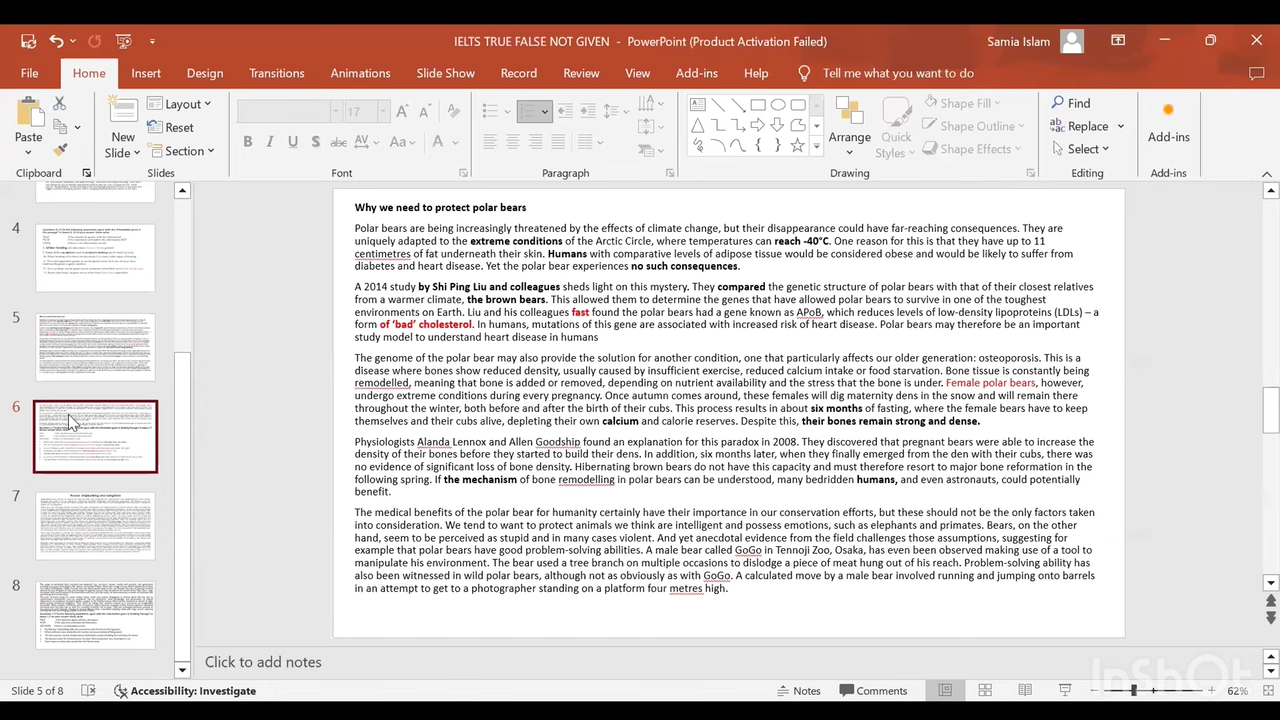 IELTS TRUE FALSE NOT GIVEN - PowerPoint (Product Activation Failed)
Samia Islam
File Home Insert Design Transitions Animations Slide Show Record Review View Add-ins Help Tell me what you want to do
Paste
Clipboard
New Slide
Layout
Reset
Section
Slides
17
B I U S abc AV Aa A
Font
Paragraph
Arrange
Quick Styles
Shape Fill
Shape Outline
Shape Effects
Drawing
Find
Replace
Select
Editing
Add-ins
Add-ins
4
5
6
7
8
Why we need to protect polar bears
Polar bears are being increasingly threatened by the effects of climate change, but their disappearance could have far-reaching consequences. They are
uniquely adapted to the extreme conditions of the Arctic Circle, where temperatures can reach -40°C. One reason for this is that they have up to 11
centimetres of fat underneath their skin. Humans with comparative levels of adipose tissue would be considered obese and would be likely to suffer from
diabetes and heart disease. Yet the polar bear experiences no such consequences.
A 2014 study by Shi Ping Liu and colleagues sheds light on this mystery. They compared the genetic structure of polar bears with that of their closest relatives
from a warmer climate, the brown bears. This allowed them to determine the genes that have allowed polar bears to survive in one of the toughest
environments on Earth. Liu and his colleagues fast found the polar bears had a gene known as APoB, which reduces levels of low-density lipoproteins (LDLs) – a
form of ‘bad’ cholesterol. In humans, mutations of this gene are associated with increased risk of heart disease. Polar bears may therefore be an important
study model to understand heart disease in humans
The genome of the polar bear may also provide the solution for another condition, one that particularly affects our older generation: osteoporosis. This is a
disease where bones show reduced density, usually caused by insufficient exercise, reduced calcium intake or food starvation. Bone tissue is constantly being
remodelled, meaning that bone is added or removed, depending on nutrient availability and the stress that the bone is under. Female polar bears, however,
undergo extreme conditions during every pregnancy. Once autumn comes around, these females will dig maternity dens in the snow and will remain there
throughout the winter, both before and after the birth of their cubs. This process results in about six months of fasting, where the female bears have to keep
themselves and their cubs alive, depleting their own calcium and calorie reserves. Despite this, their bones remain strong and dense.
Physiologists Alanda Lennox and Allen Goodship found an explanation for this paradox in 2008. They discovered that pregnant bears were able to increase the
density of their bones before they started to build their dens. In addition, six months later, when they finally emerged from the den with their cubs, there was
no evidence of significant loss of bone density. Hibernating brown bears do not have this capacity and must therefore resort to major bone reformation in the
following spring. If the mechanism of bone remodelling in polar bears can be understood, many bedridden humans, and even astronauts, could potentially
benefit.
The medical benefits of the polar bear for humanity certainly have their importance in our conservation efforts, but these should not be the only factors taken
into consideration. We tend to want to protect animals we think are intelligent and possess emotions, such as elephants and primates. Bears, on the other
hand, seem to be perceived as stupid and in many cases violent. And yet anecdotal evidence from the field challenges those assumptions, suggesting for
example that polar bears have good problem-solving abilities. A male bear called GoGo in Tennoji Zoo, Osaka, has even been observed making use of a tool to
manipulate his environment. The bear used a tree branch on multiple occasions to dislodge a piece of meat hung out of his reach. Problem-solving ability has
also been witnessed in wild polar bears, although not as obviously as with GoGo. A calculated move by a male bear involved running and jumping onto barrels
in an attempt to get to a photographer standing on a platform four metres high.
Click to add notes
Slide 5 of 8 Accessibility: Investigate Notes Comments 62%
InShOt